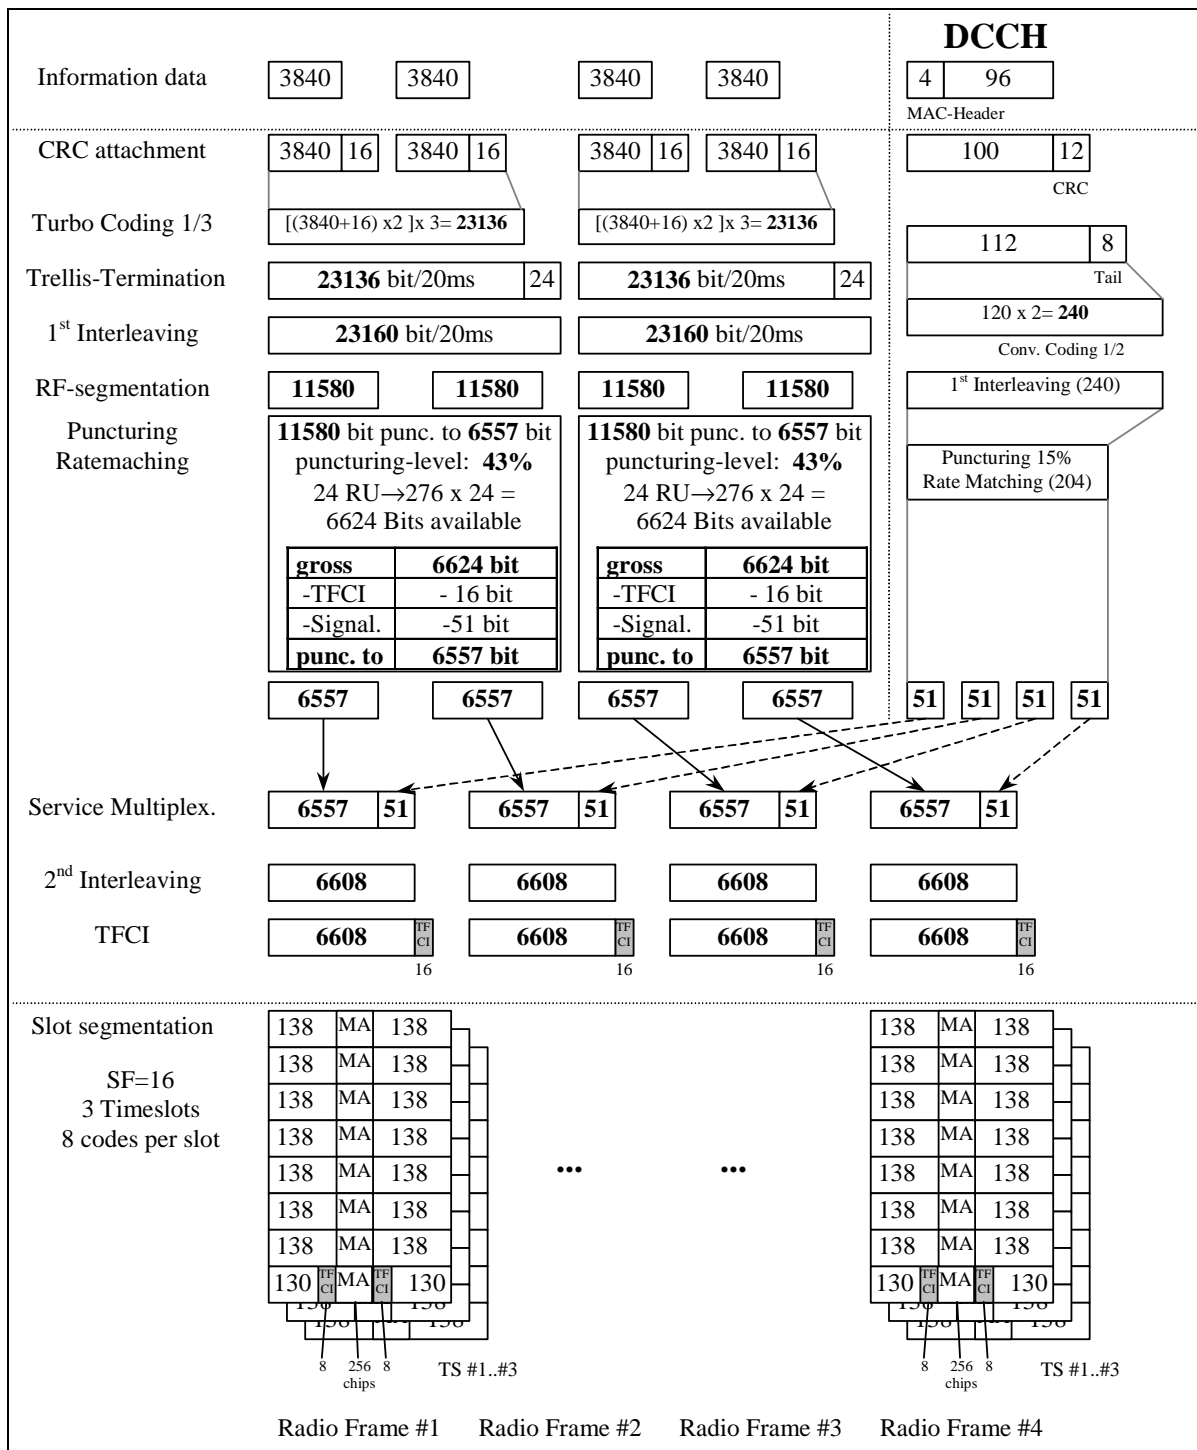 DCCH
Information data 3840 3840 3840 3840 4 96
MAC-Header
CRC attachment 3840 16 3840 16 3840 16 3840 16 100 12
CRC
Turbo Coding 1/3 [(3840+16) x2 ]x 3= 23136 [(3840+16) x2 ]x 3= 23136
112 8
Tail
Trellis-Termination 23136 bit/20ms 24 23136 bit/20ms 24
120 x 2= 240
Conv. Coding 1/2
1st Interleaving 23160 bit/20ms 23160 bit/20ms
RF-segmentation 11580 11580 11580 11580
1st Interleaving (240)
Puncturing
Ratemaching
11580 bit punc. to 6557 bit
puncturing-level: 43%
24 RU→276 x 24 =
6624 Bits available
gross 6624 bit
-TFCI - 16 bit
-Signal. -51 bit
punc. to 6557 bit
11580 bit punc. to 6557 bit
puncturing-level: 43%
24 RU→276 x 24 =
6624 Bits available
gross 6624 bit
-TFCI - 16 bit
-Signal. -51 bit
punc. to 6557 bit
Puncturing 15%
Rate Matching (204)
6557 6557 6557 6557 51 51 51 51
Service Multiplex. 6557 51 6557 51 6557 51 6557 51
2nd Interleaving 6608 6608 6608 6608
TFCI 6608 TF CI 6608 TF CI 6608 TF CI 6608 TF CI
16 16 16 16
Slot segmentation
SF=16
3 Timeslots
8 codes per slot
138 MA 138
138 MA 138
138 MA 138
138 MA 138
138 MA 138
138 MA 138
138 MA 138
130 TF CI MA TF CI 130
8 256 chips 8 TS #1..#3
... ...
138 MA 138
138 MA 138
138 MA 138
138 MA 138
138 MA 138
138 MA 138
138 MA 138
130 TF CI MA TF CI 130
8 256 chips 8 TS #1..#3
Radio Frame #1 Radio Frame #2 Radio Frame #3 Radio Frame #4